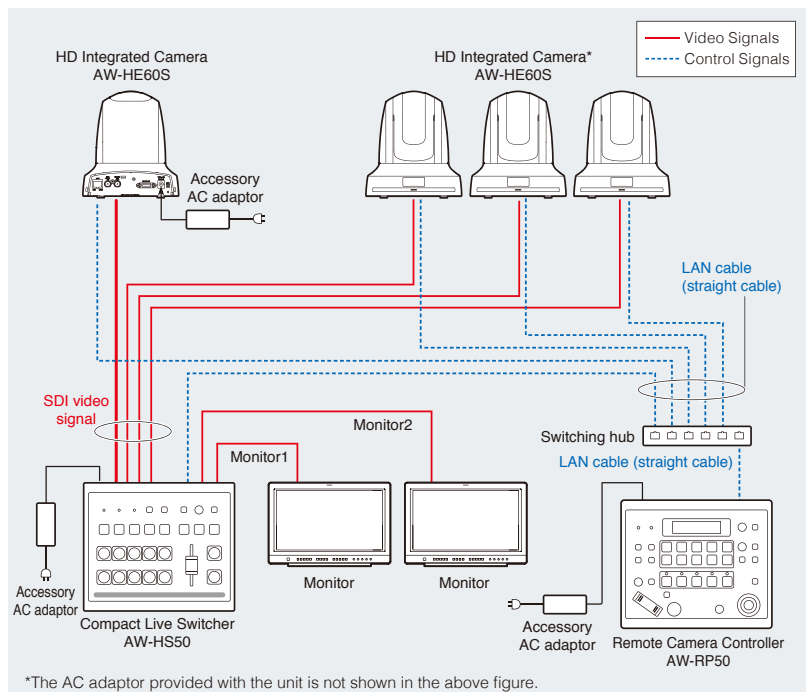 Video Signals
Control Signals
HD Integrated Camera
AW-HE60S
HD Integrated Camera*
AW-HE60S
Accessory
AC adaptor
LAN cable
(straight cable)
SDI video
signal
Monitor2
Monitor1
Switching hub
LAN cable (straight cable)
Monitor
Monitor
Accessory
AC adaptor
Compact Live Switcher
AW-HS50
Accessory
AC adaptor
Remote Camera Controller
AW-RP50
*The AC adaptor provided with the unit is not shown in the above figure.